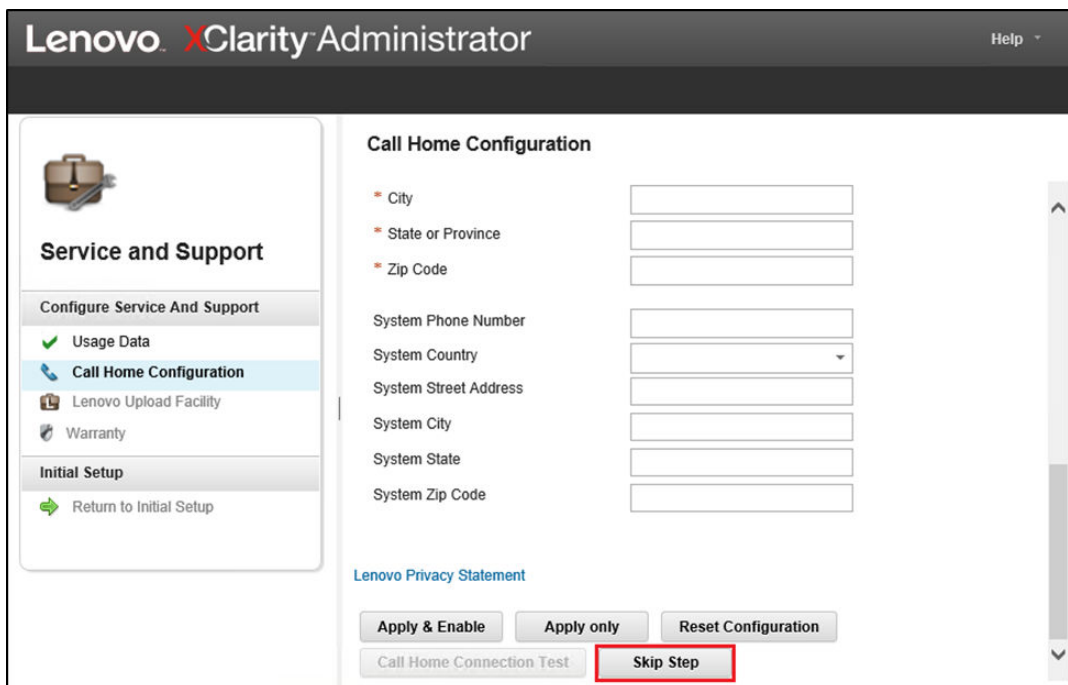 Lenovo. XClarity Administrator
Help
Service and Support
Configure Service And Support
Usage Data
Call Home Configuration
Lenovo Upload Facility
Warranty
Initial Setup
Return to Initial Setup
Call Home Configuration
* City
* State or Province
* Zip Code
System Phone Number
System Country
System Street Address
System City
System State
System Zip Code
Lenovo Privacy Statement
Apply & Enable Apply only Reset Configuration
Call Home Connection Test Skip Step